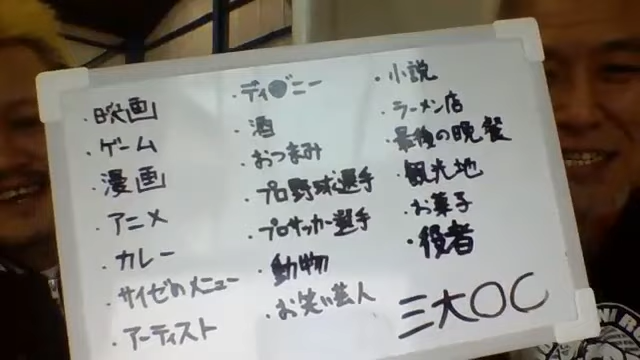 ・映画
・ゲーム
・漫画
・アニメ
・カレー
・サイゼのメニュー
・アーティスト
・ディ●ニー
・酒
・おつまみ
・プロ野球選手
・プロサッカー選手
・動物
・お笑い芸人
・小説
・ラーメン店
・最後の晩餐
・観光地
・お菓子
・役者
三大〇〇